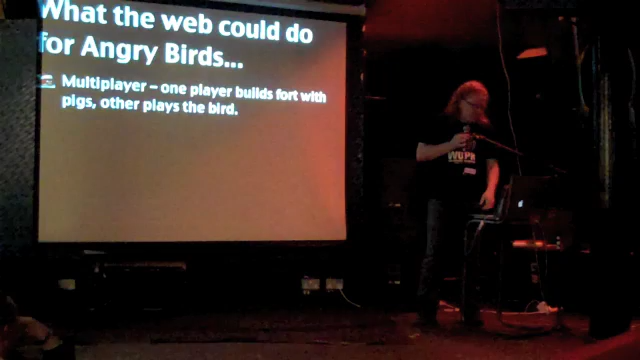 What the web could do
for Angry Birds...
Multiplayer – one player builds fort with
pigs, other plays the bird.
WOPR